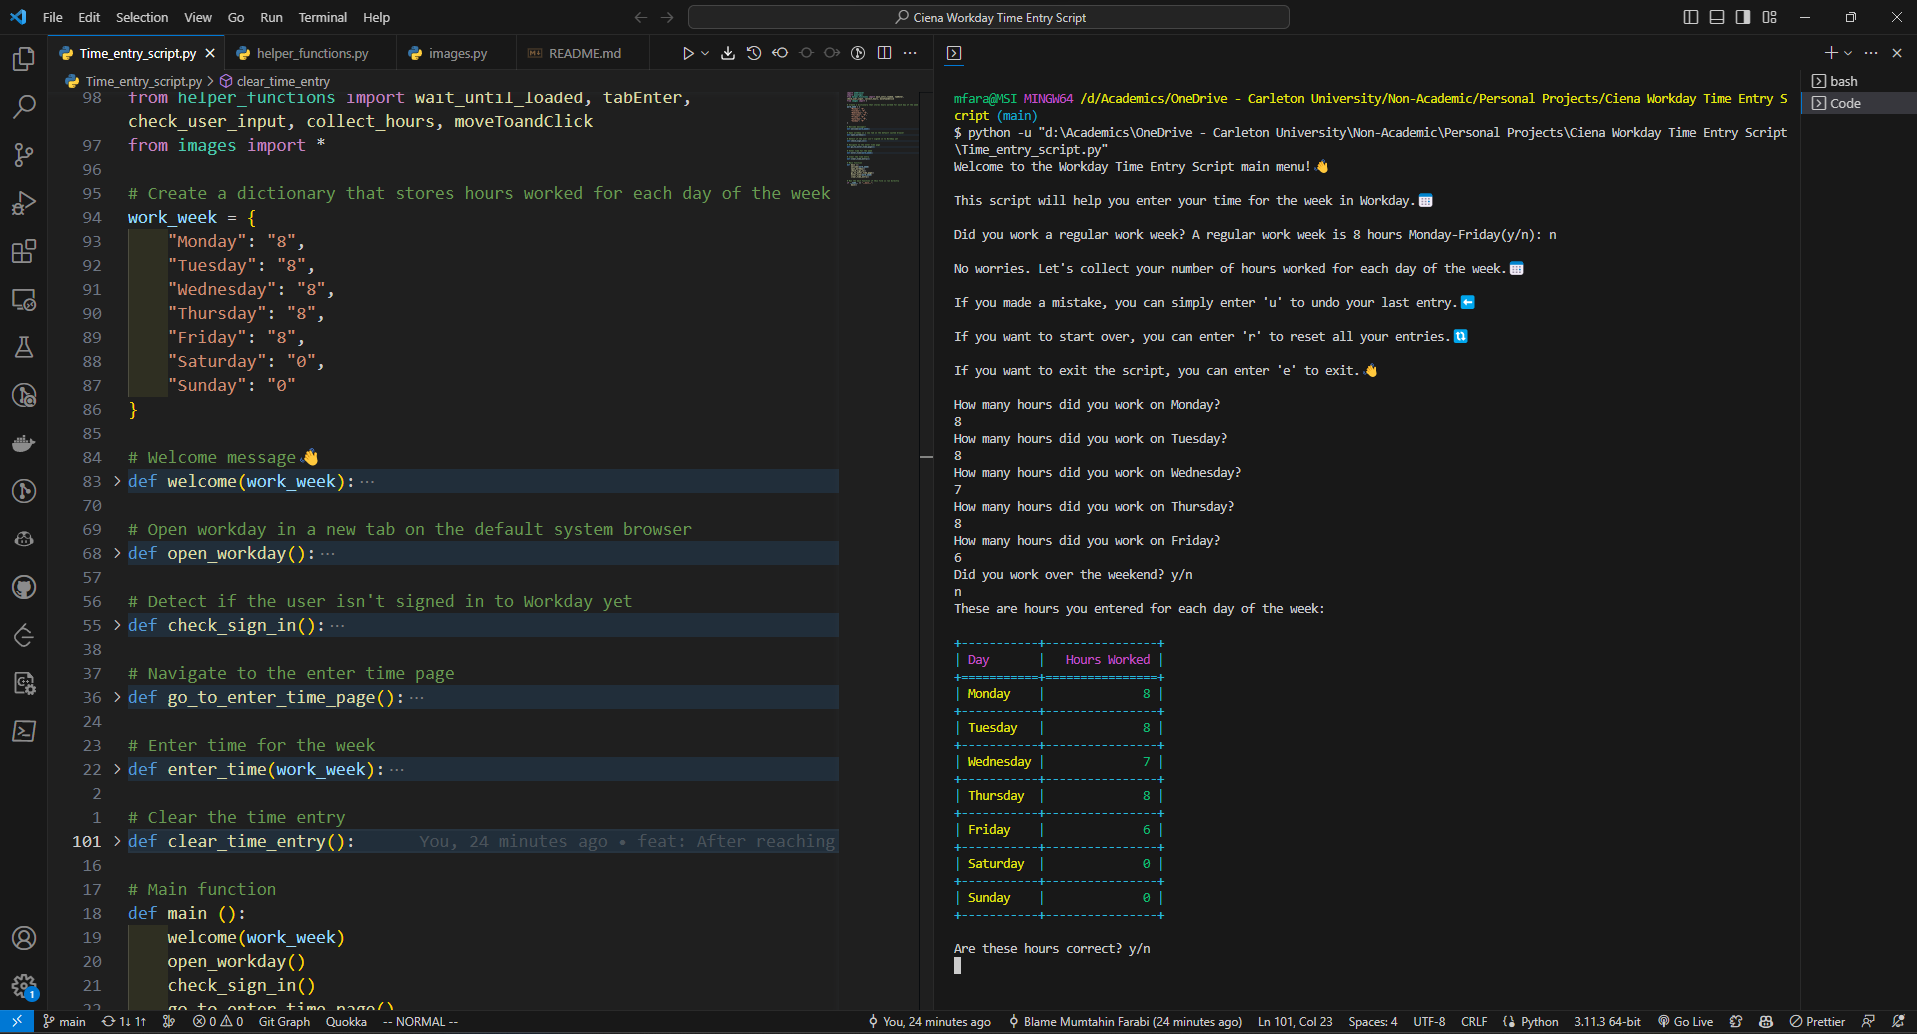 File Edit Selection View Go Run Terminal Help
Ciena Workday Time Entry Script
Time_entry_script.py
helper_functions.py
images.py
README.md
Time_entry_script.py > clear_time_entry
98 from helper_functions import wait_until_loaded, tabEnter,
check_user_input, collect_hours, moveToandClick
97 from images import *
96
95 # Create a dictionary that stores hours worked for each day of the week
94 work_week = {
93 "Monday": "8",
92 "Tuesday": "8",
91 "Wednesday": "8",
90 "Thursday": "8",
89 "Friday": "8",
88 "Saturday": "0",
87 "Sunday": "0"
86 }
85
84 # Welcome message👋
83 def welcome(work_week): ···
70
69 # Open workday in a new tab on the default system browser
68 def open_workday(): ···
57
56 # Detect if the user isn't signed in to Workday yet
55 def check_sign_in(): ···
38
37 # Navigate to the enter time page
36 def go_to_enter_time_page(): ···
24
23 # Enter time for the week
22 def enter_time(work_week): ···
2
1 # Clear the time entry
101 def clear_time_entry(): You, 24 minutes ago • feat: After reaching
16
17 # Main function
18 def main ():
19 welcome(work_week)
20 open_workday()
21 check_sign_in()
22 go_to_enter_time_page()
bash
Code
mfara@MSI MINGW64 /d/Academics/OneDrive - Carleton University/Non-Academic/Personal Projects/Ciena Workday Time Entry S
cript (main)
$ python -u "d:\Academics\OneDrive - Carleton University\Non-Academic\Personal Projects\Ciena Workday Time Entry Script
\Time_entry_script.py"
Welcome to the Workday Time Entry Script main menu!👋
This script will help you enter your time for the week in Workday.📅
Did you work a regular work week? A regular work week is 8 hours Monday-Friday(y/n): n
No worries. Let's collect your number of hours worked for each day of the week.📅
If you made a mistake, you can simply enter 'u' to undo your last entry.⬅
If you want to start over, you can enter 'r' to reset all your entries.🔃
If you want to exit the script, you can enter 'e' to exit.👋
How many hours did you work on Monday?
8
How many hours did you work on Tuesday?
8
How many hours did you work on Wednesday?
7
How many hours did you work on Thursday?
8
How many hours did you work on Friday?
6
Did you work over the weekend? y/n
n
These are hours you entered for each day of the week:
+-----------+----------------+
| Day | Hours Worked |
+===========+================+
| Monday | 8 |
+-----------+----------------+
| Tuesday | 8 |
+-----------+----------------+
| Wednesday | 7 |
+-----------+----------------+
| Thursday | 8 |
+-----------+----------------+
| Friday | 6 |
+-----------+----------------+
| Saturday | 0 |
+-----------+----------------+
| Sunday | 0 |
+-----------+----------------+
Are these hours correct? y/n
1
main 1↓ 1↑ 0 0 Git Graph Quokka -- NORMAL -- You, 24 minutes ago Blame Mumtahin Farabi (24 minutes ago) Ln 101, Col 23 Spaces: 4 UTF-8 CRLF Python 3.11.3 64-bit Go Live Prettier